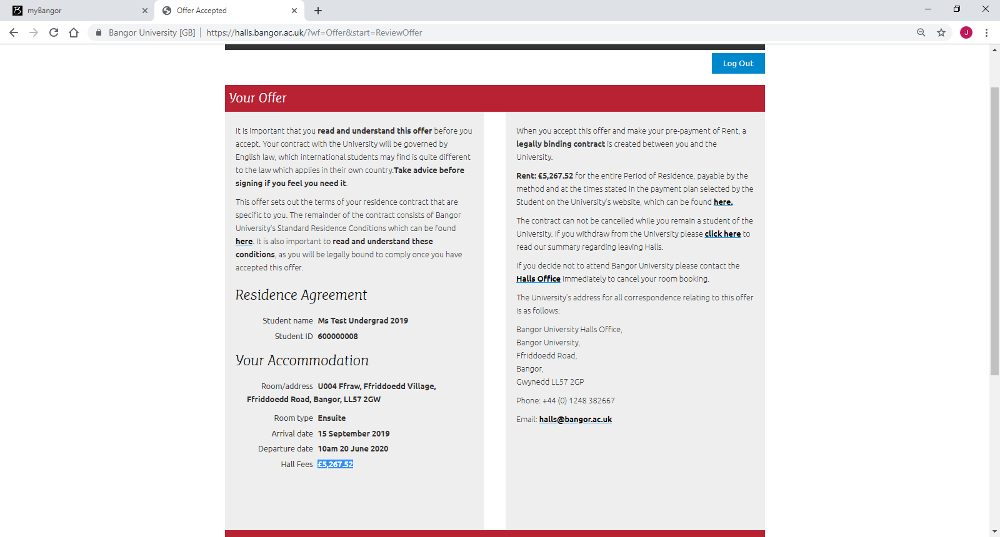 myBangor
Offer Accepted
Bangor University [GB] | https://halls.bangor.ac.uk/?wf=Offer&start=ReviewOffer
J
Log Out
Your Offer
It is important that you read and understand this offer before you
accept. Your contract with the University will be governed by
English law, which international students may find is quite different
to the law which applies in their own country.Take advice before
signing if you feel you need it.
This offer sets out the terms of your residence contract that are
specific to you. The remainder of the contract consists of Bangor
University's Standard Residence Conditions which can be found
here. It is also important to read and understand these
conditions, as you will be legally bound to comply once you have
accepted this offer.
Residence Agreement
Student name Ms Test Undergrad 2019
Student ID 600000008
Your Accommodation
Room/address U004 Ffraw, Ffriddoedd Village,
Ffriddoedd Road, Bangor, LL57 2GW
Room type Ensuite
Arrival date 15 September 2019
Departure date 10am 20 June 2020
Hall Fees £5,267.52
When you accept this offer and make your pre-payment of Rent, a
legally binding contract is created between you and the
University.
Rent: £5,267.52 for the entire Period of Residence, payable by the
method and at the times stated in the payment plan selected by the
Student on the University's website, which can be found here.
The contract can not be cancelled while you remain a student of the
University. If you withdraw from the University please click here to
read our summary regarding leaving Halls.
If you decide not to attend Bangor University please contact the
Halls Office immediately to cancel your room booking.
The University's address for all correspondence relating to this offer
is as follows:
Bangor University Halls Office,
Bangor University,
Ffriddoedd Road,
Bangor,
Gwynedd LL57 2GP
Phone: +44 (0) 1248 382667
Email: halls@bangor.ac.uk